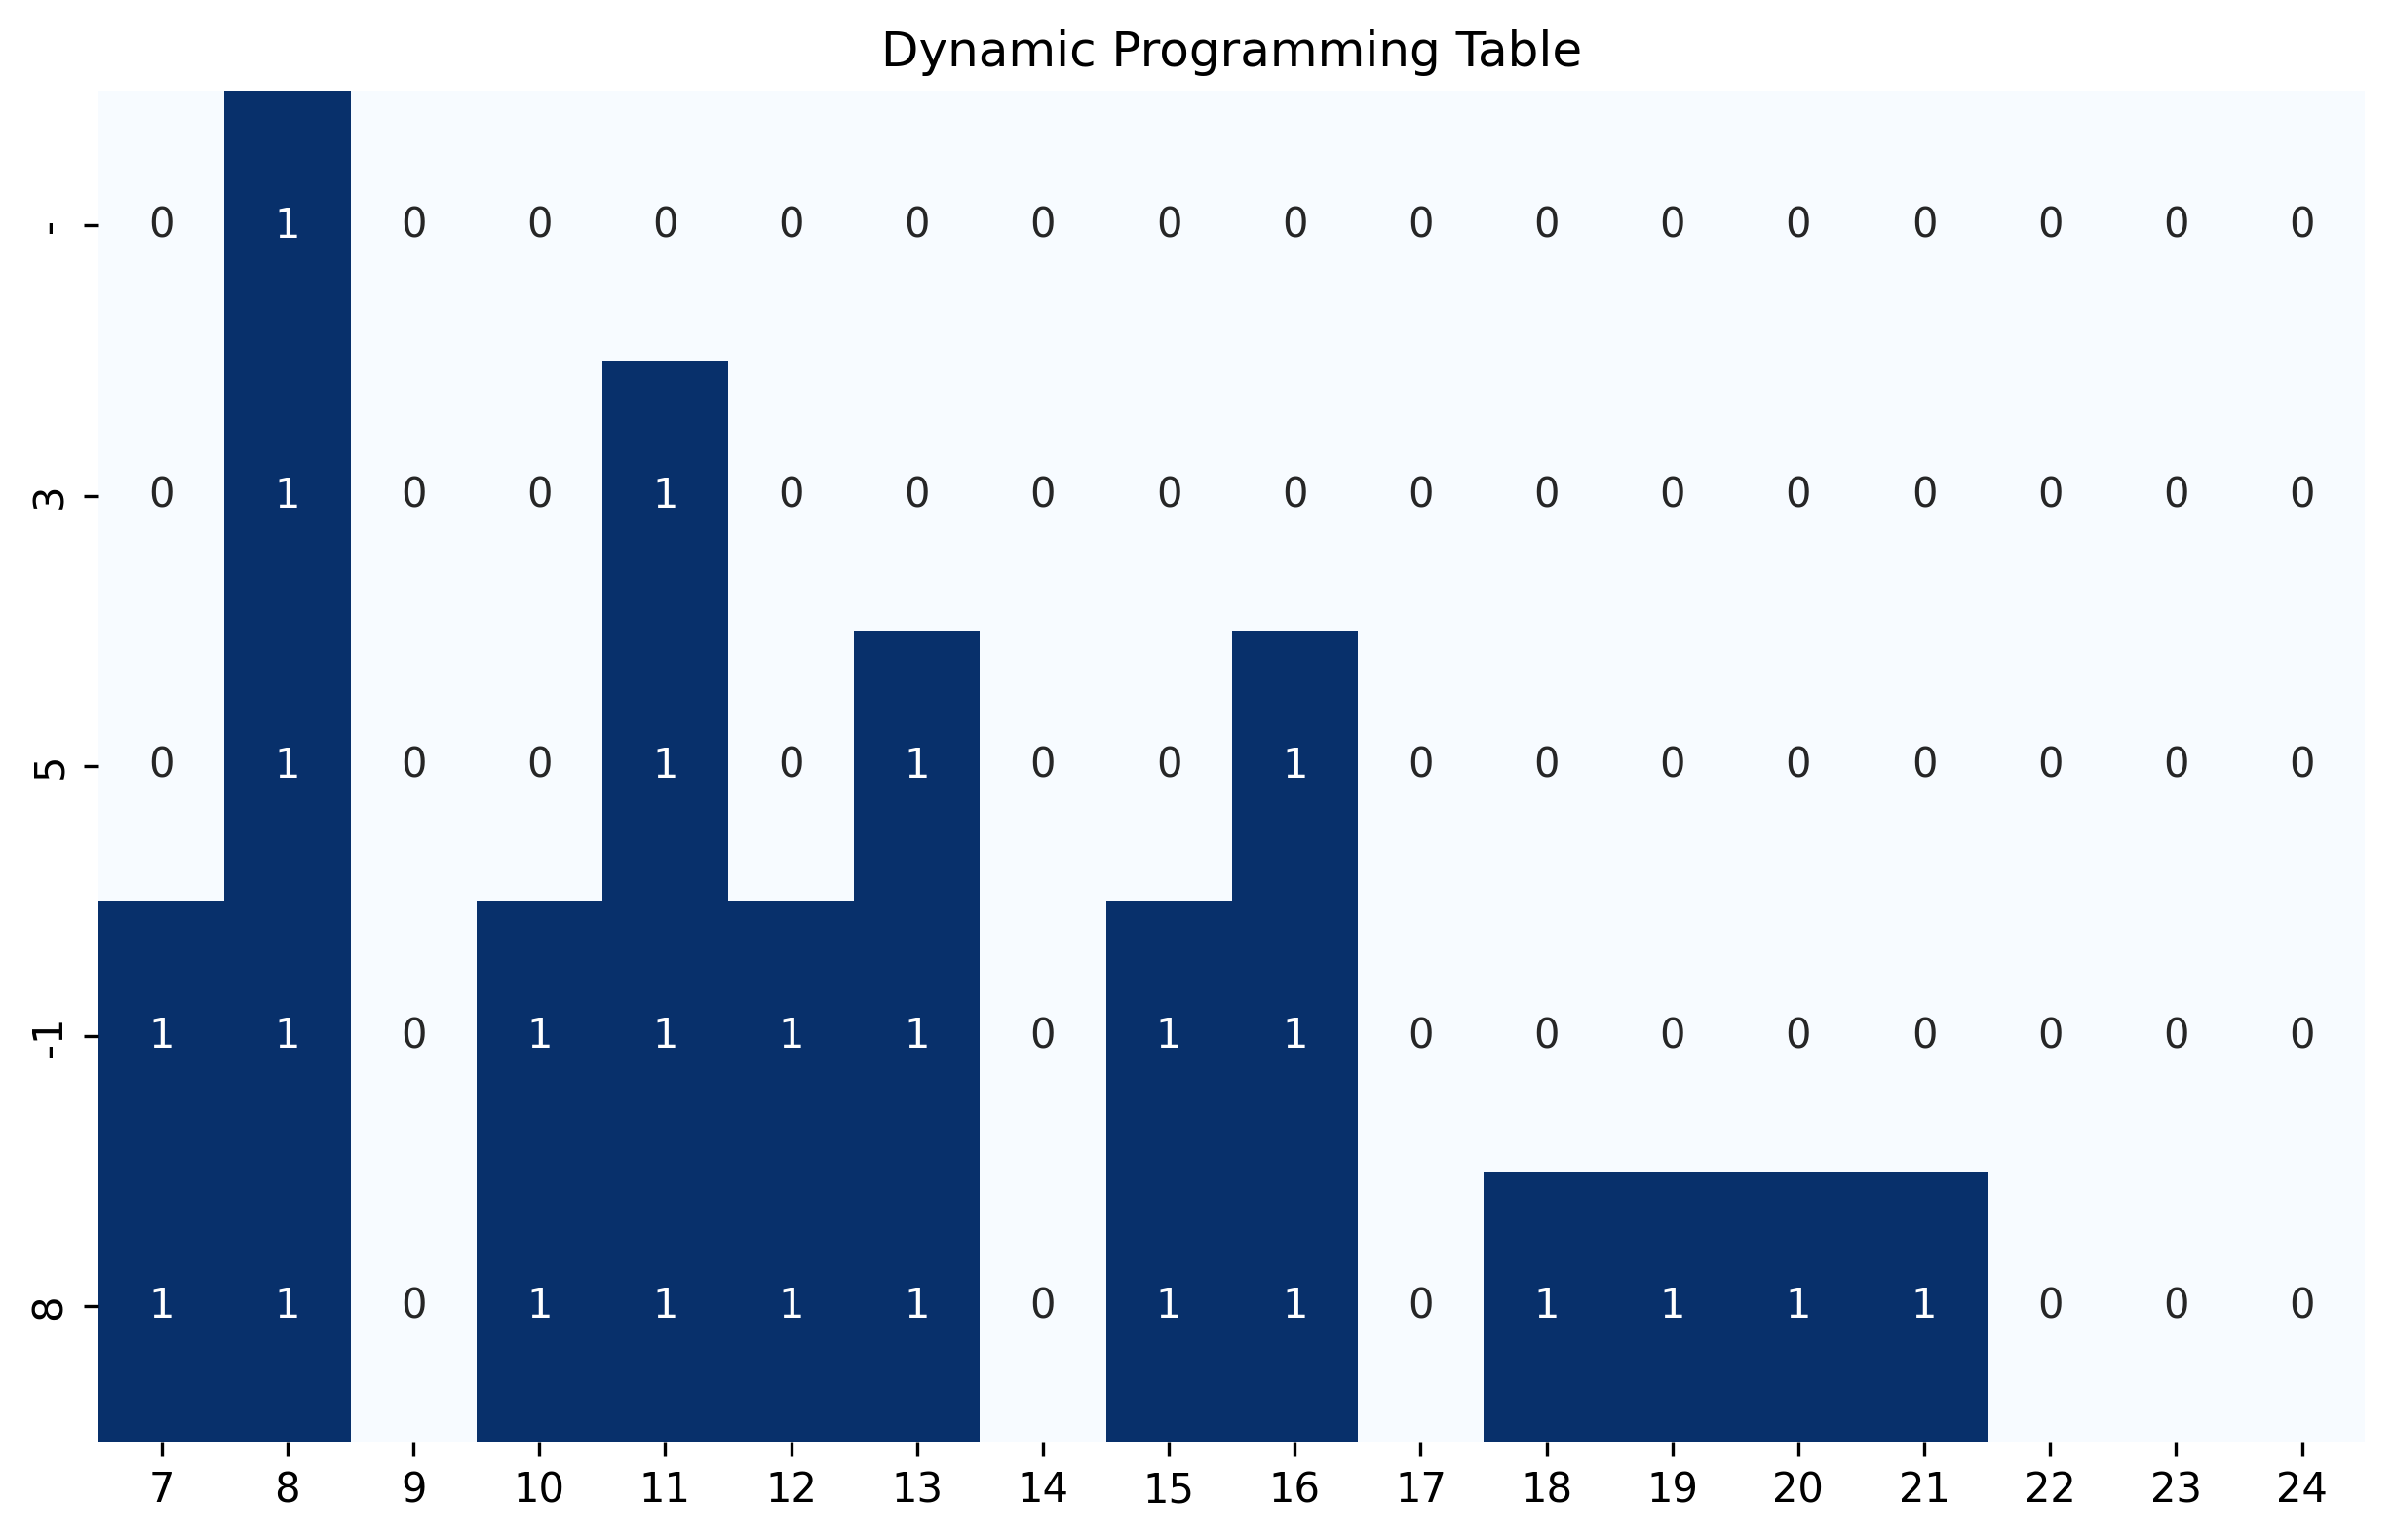 Dynamic Programming Table
- 0 1 0 0 0 0 0 0 0 0 0 0 0 0 0 0 0 0
3 0 1 0 0 1 0 0 0 0 0 0 0 0 0 0 0 0 0
5 0 1 0 0 1 0 1 0 0 1 0 0 0 0 0 0 0 0
-1 1 1 0 1 1 1 1 0 1 1 0 0 0 0 0 0 0 0
8 1 1 0 1 1 1 1 0 1 1 0 1 1 1 1 0 0 0
7 8 9 10 11 12 13 14 15 16 17 18 19 20 21 22 23 24